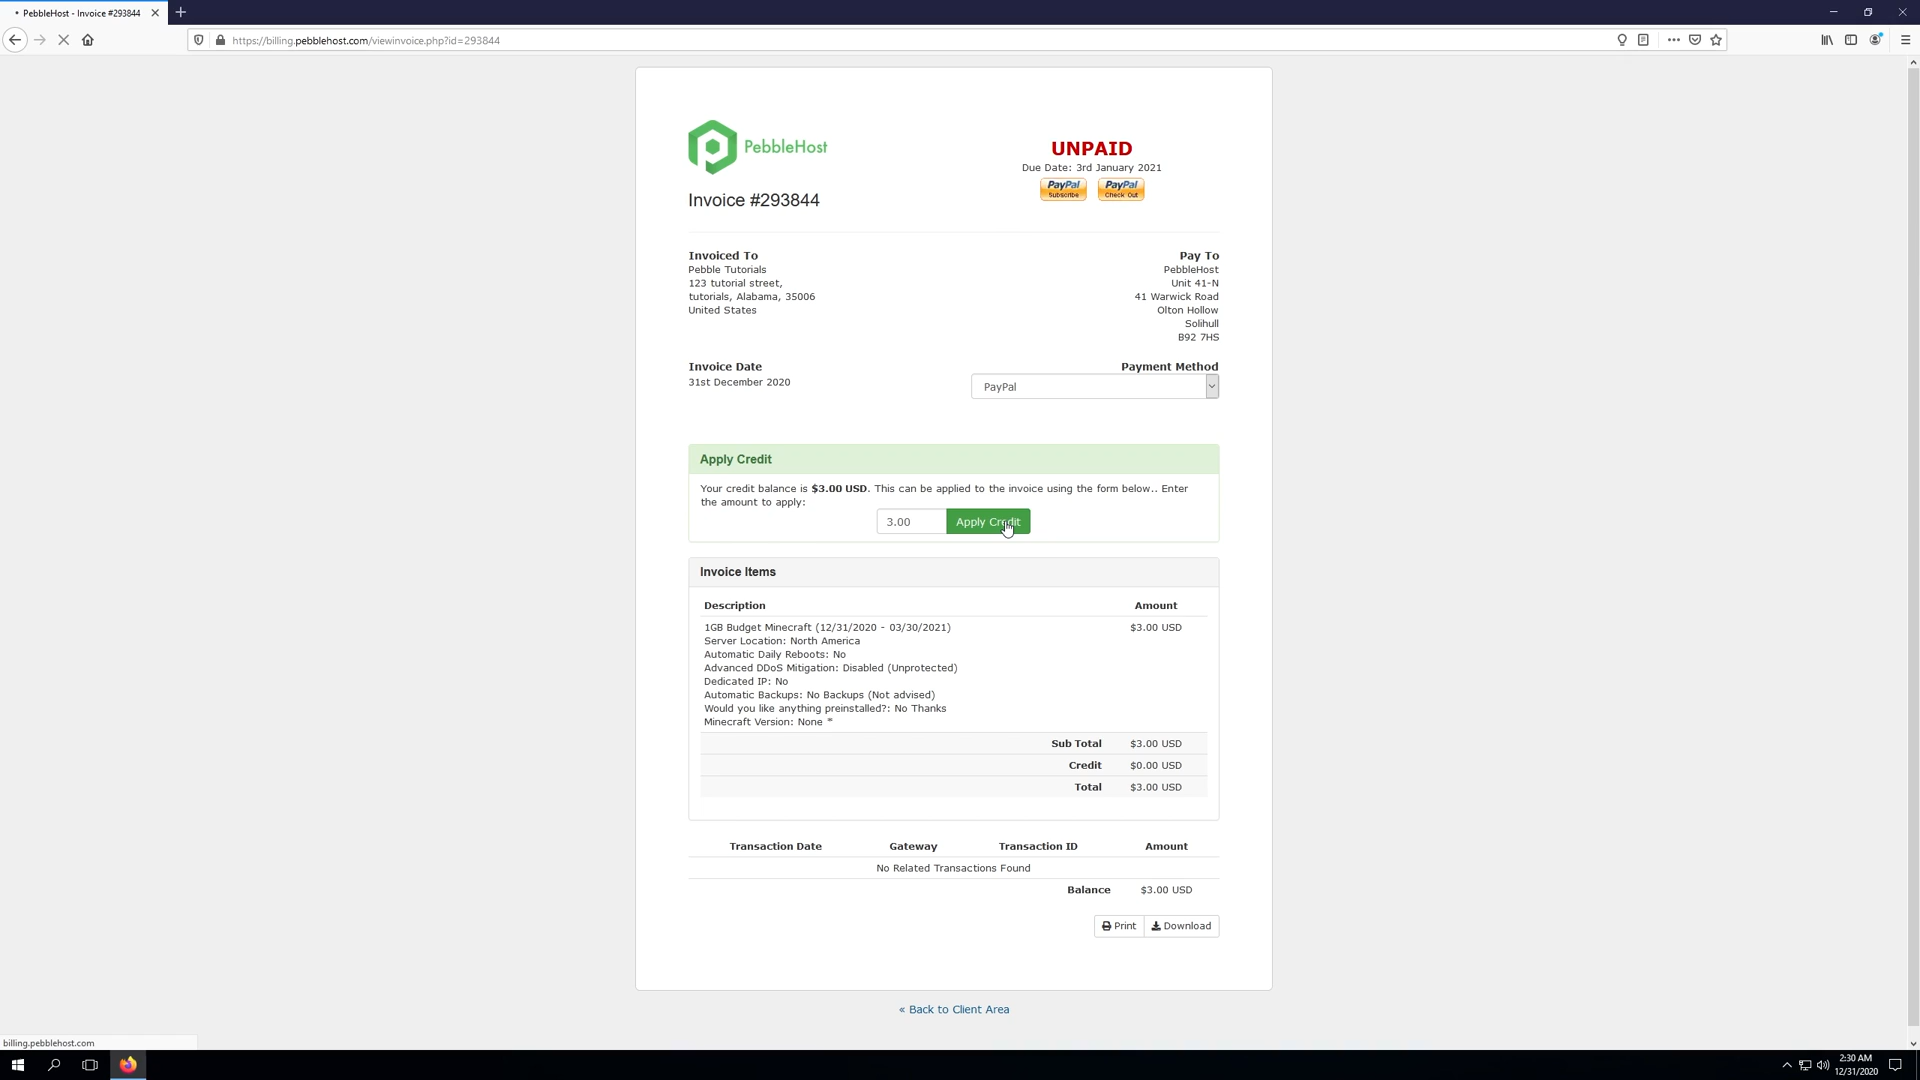 PebbleHost - Invoice #293844
https://billing.pebblehost.com/viewinvoice.php?id=293844
PebbleHost
UNPAID
Due Date: 3rd January 2021
PayPal Subscribe PayPal Check Out
Invoice #293844
Invoiced To
Pebble Tutorials
123 tutorial street,
tutorials, Alabama, 35006
United States
Pay To
PebbleHost
Unit 41-N
41 Warwick Road
Olton Hollow
Solihull
B92 7HS
Invoice Date
31st December 2020
Payment Method
PayPal
Apply Credit
Your credit balance is $3.00 USD. This can be applied to the invoice using the form below.. Enter
the amount to apply:
3.00 Apply Credit
Invoice Items
Description Amount
1GB Budget Minecraft (12/31/2020 - 03/30/2021) $3.00 USD
Server Location: North America
Automatic Daily Reboots: No
Advanced DDoS Mitigation: Disabled (Unprotected)
Dedicated IP: No
Automatic Backups: No Backups (Not advised)
Would you like anything preinstalled?: No Thanks
Minecraft Version: None *
Sub Total $3.00 USD
Credit $0.00 USD
Total $3.00 USD
Transaction Date Gateway Transaction ID Amount
No Related Transactions Found
Balance $3.00 USD
Print Download
« Back to Client Area
billing.pebblehost.com
2:30 AM
12/31/2020